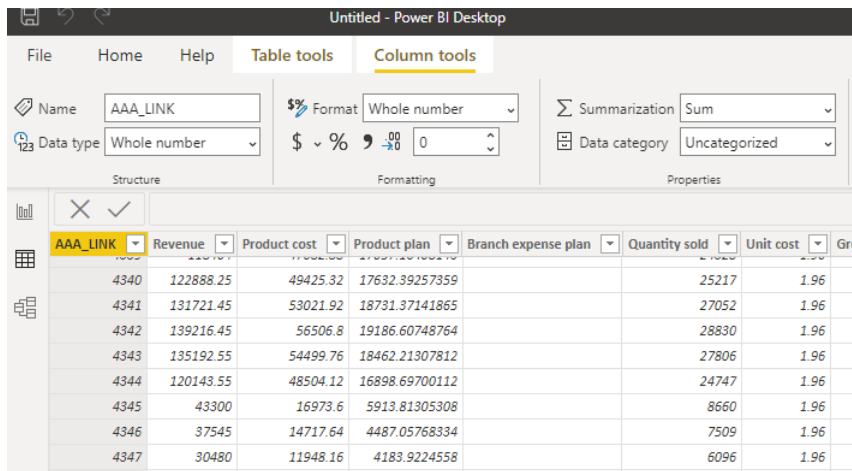 Untitled - Power BI Desktop
File Home Help Table tools Column tools
Name AAA_LINK $% Format Whole number Σ Summarization Sum
Data type Whole number $ % 0 Data category Uncategorized
Structure Formatting Properties
AAA_LINK Revenue Product cost Product plan Branch expense plan Quantity sold Unit cost Gr
4340 122888.25 49425.32 17632.39257359 25217 1.96
4341 131721.45 53021.92 18731.37141865 27052 1.96
4342 139216.45 56506.8 19186.60748764 28830 1.96
4343 135192.55 54499.76 18462.21307812 27806 1.96
4344 120143.55 48504.12 16898.69700112 24747 1.96
4345 43300 16973.6 5913.81305308 8660 1.96
4346 37545 14717.64 4487.05768334 7509 1.96
4347 30480 11948.16 4183.9224558 6096 1.96